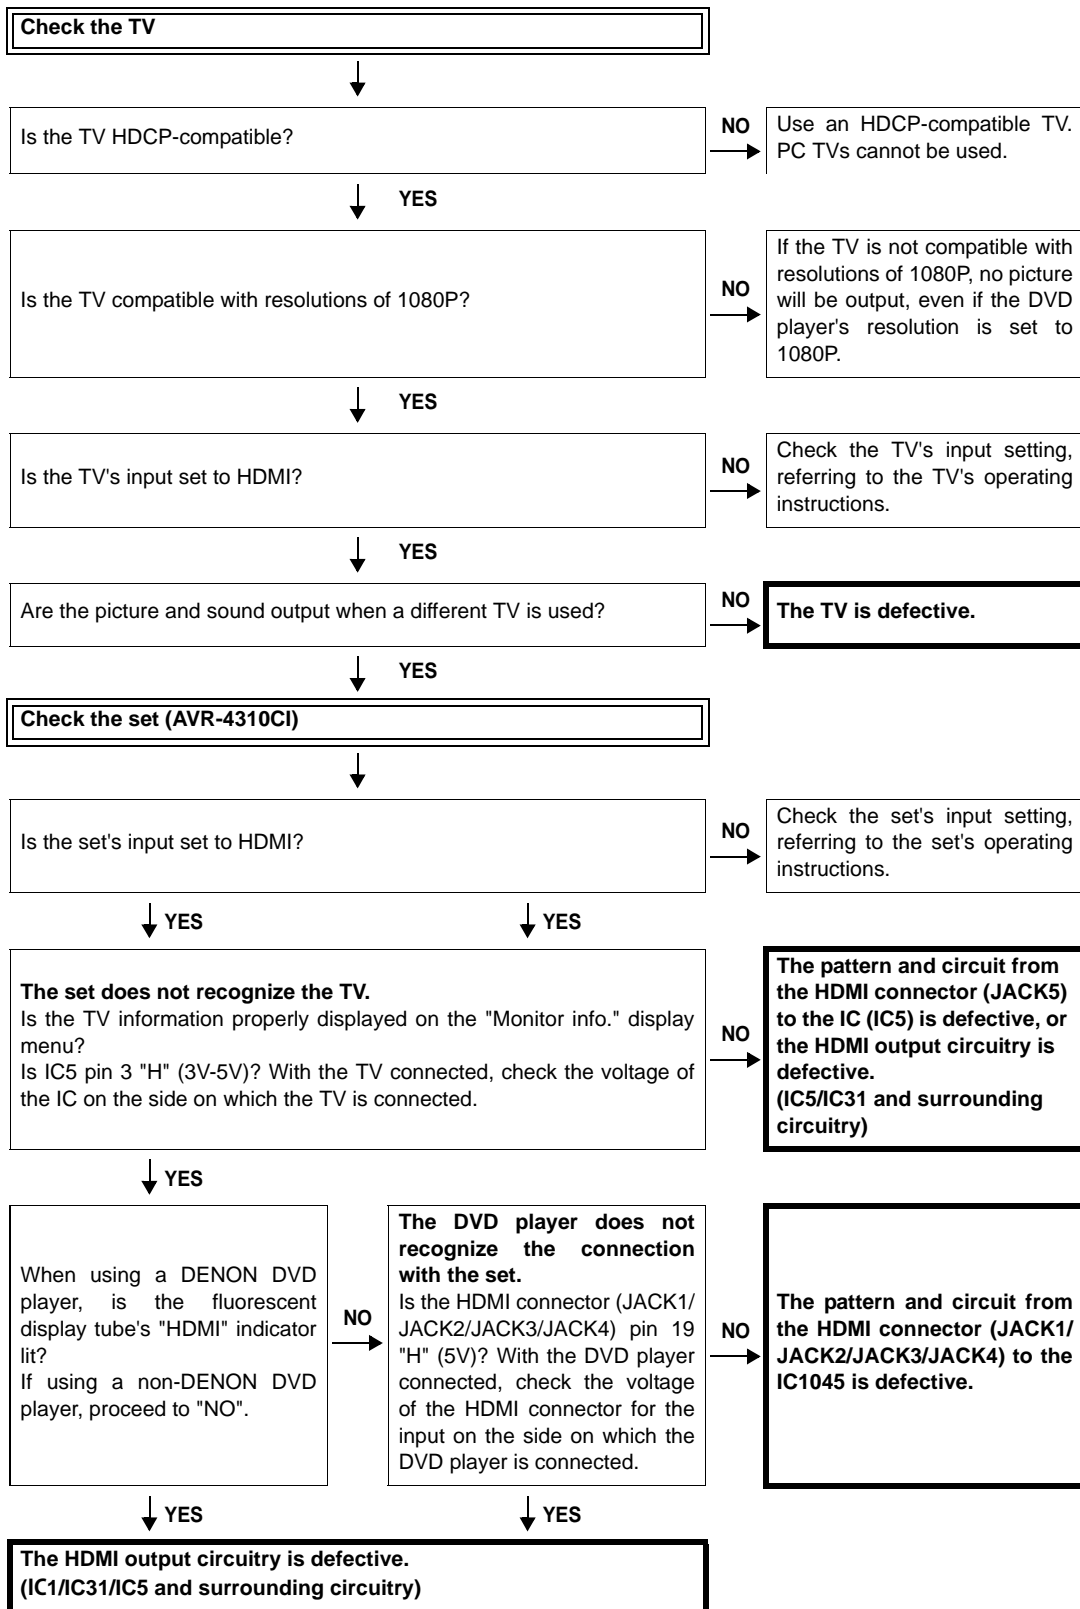 Check the TV
Is the TV HDCP-compatible?
NO
Use an HDCP-compatible TV.
PC TVs cannot be used.
YES
Is the TV compatible with resolutions of 1080P?
NO
If the TV is not compatible with
resolutions of 1080P, no picture
will be output, even if the DVD
player's resolution is set to
1080P.
YES
Is the TV's input set to HDMI?
NO
Check the TV's input setting,
referring to the TV's operating
instructions.
YES
Are the picture and sound output when a different TV is used?
NO
The TV is defective.
YES
Check the set (AVR-4310CI)
Is the set's input set to HDMI?
NO
Check the set's input setting,
referring to the set's operating
instructions.
YES
YES
The set does not recognize the TV.
Is the TV information properly displayed on the "Monitor info." display
menu?
Is IC5 pin 3 "H" (3V-5V)? With the TV connected, check the voltage of
the IC on the side on which the TV is connected.
NO
The pattern and circuit from
the HDMI connector (JACK5)
to the IC (IC5) is defective, or
the HDMI output circuitry is
defective.
(IC5/IC31 and surrounding
circuitry)
YES
When using a DENON DVD
player, is the fluorescent
display tube's "HDMI" indicator
lit?
If using a non-DENON DVD
player, proceed to "NO".
NO
The DVD player does not
recognize the connection
with the set.
Is the HDMI connector (JACK1/
JACK2/JACK3/JACK4) pin 19
"H" (5V)? With the DVD player
connected, check the voltage
of the HDMI connector for the
input on the side on which the
DVD player is connected.
NO
The pattern and circuit from
the HDMI connector (JACK1/
JACK2/JACK3/JACK4) to the
IC1045 is defective.
YES
YES
The HDMI output circuitry is defective.
(IC1/IC31/IC5 and surrounding circuitry)